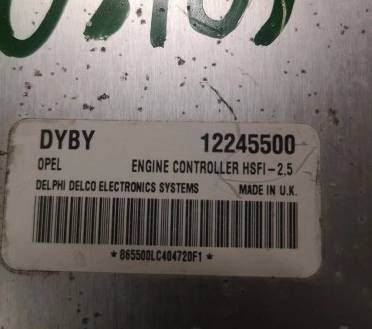 DYBY 12245500
OPEL ENGINE CONTROLLER HSFI-2.5
DELPHI DELCO ELECTRONICS SYSTEMS MADE IN U.K.
*865500LC404720F1*